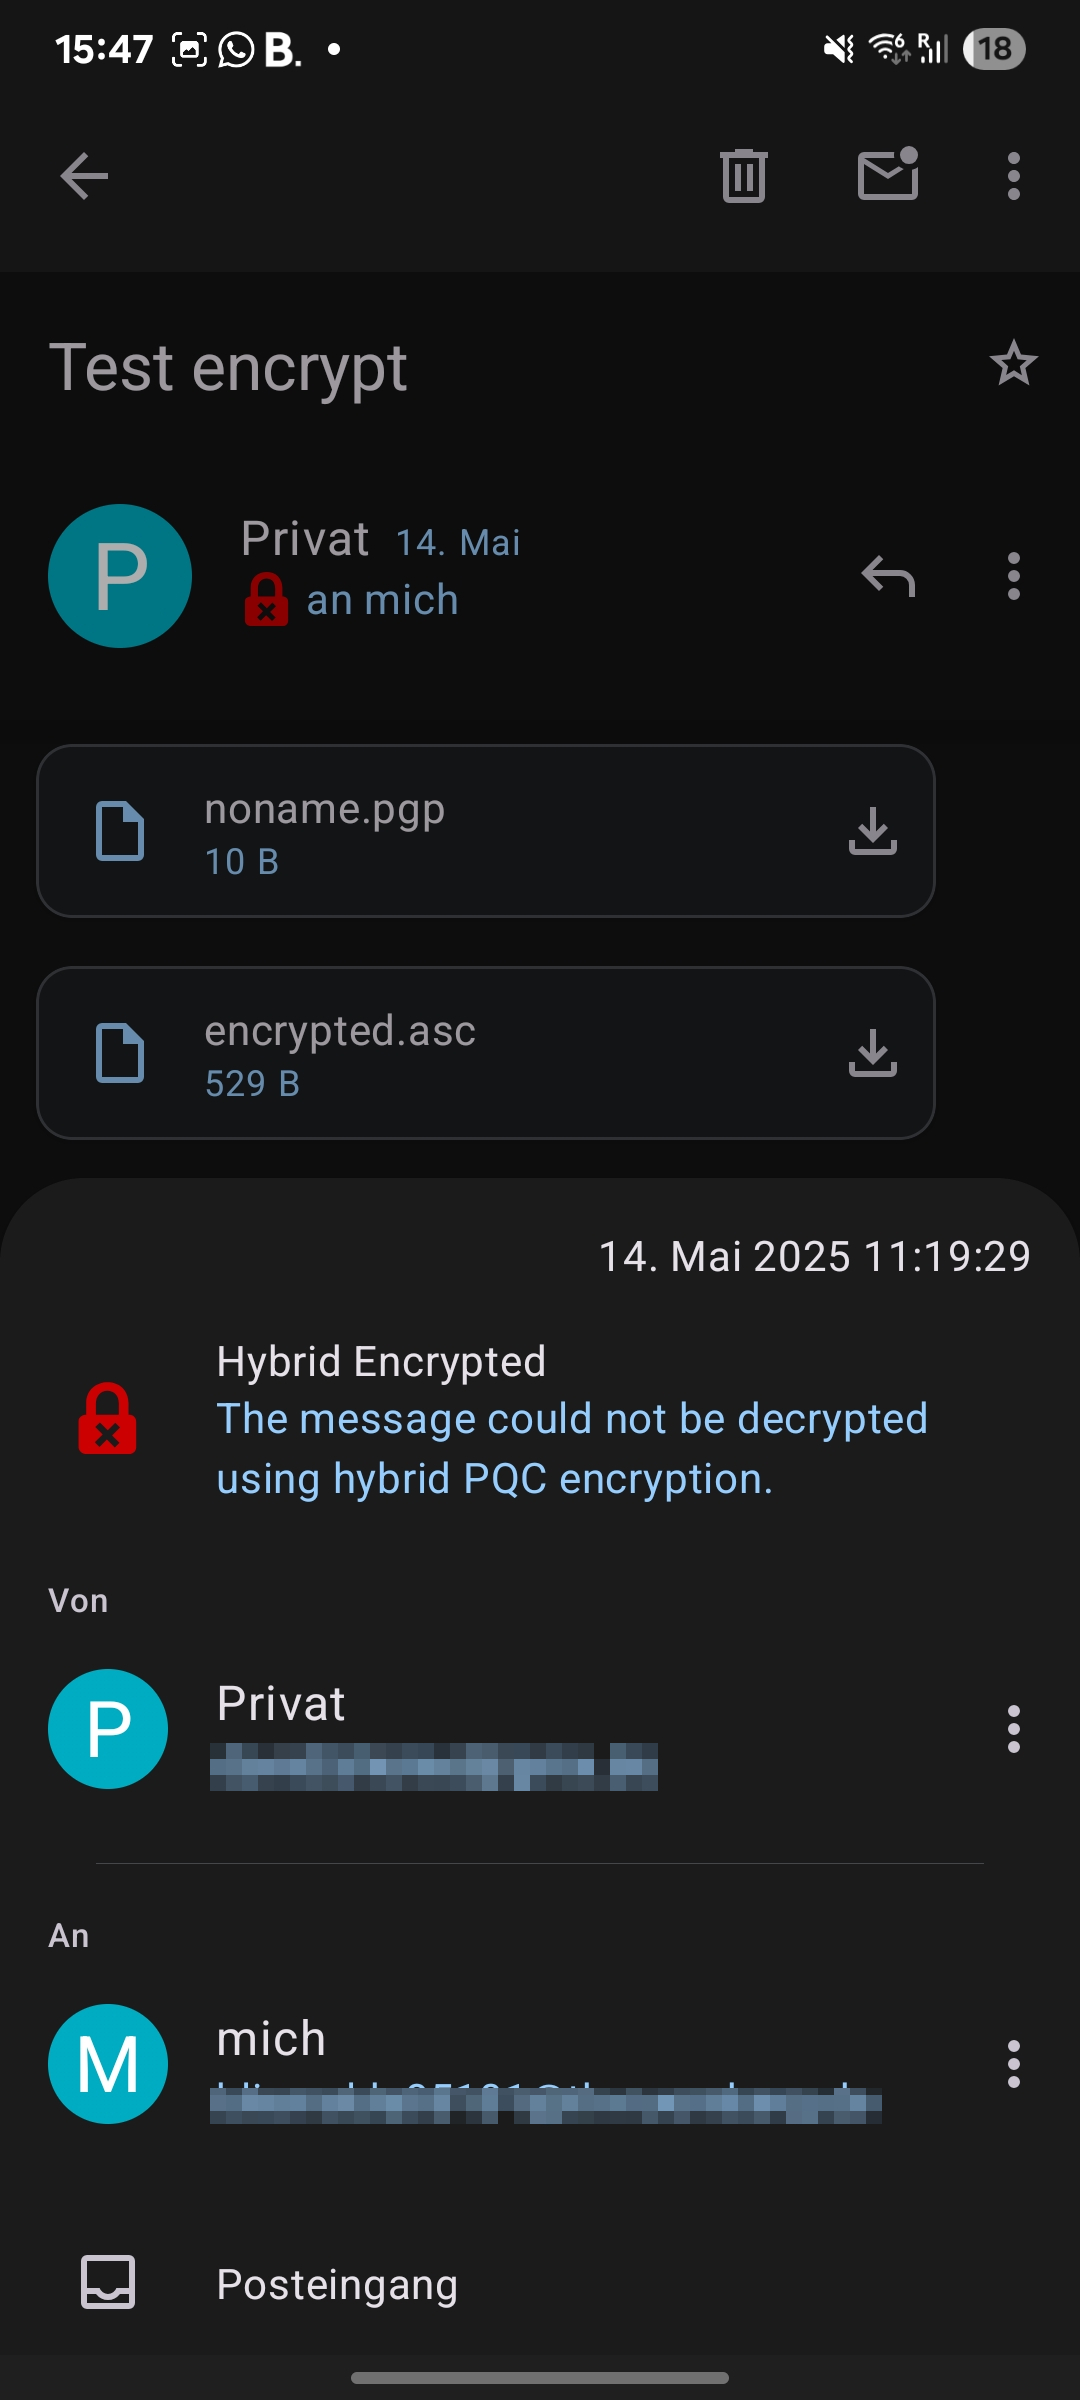 15:47 B. 6 R 18
Test encrypt
P
Privat 14. Mai
an mich
noname.pgp
10 B
encrypted.asc
529 B
14. Mai 2025 11:19:29
Hybrid Encrypted
The message could not be decrypted
using hybrid PQC encryption.
Von
P
Privat
An
M
mich
Posteingang